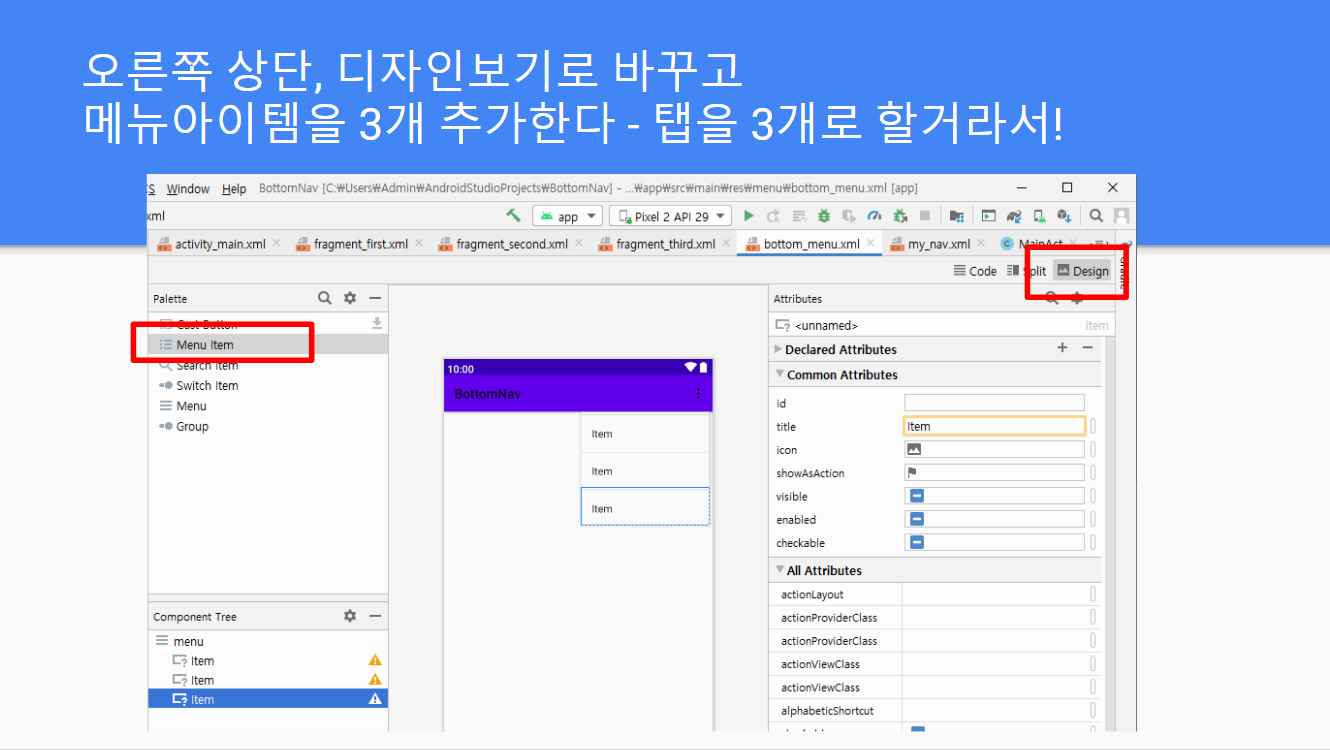 오른쪽 상단, 디자인보기로 바꾸고
메뉴아이템을 3개 추가한다 - 탭을 3개로 할거라서!
S Window Help BottomNav [C:₩Users₩Admin₩AndroidStudioProjects₩BottomNav] - ...₩app₩src₩main₩res₩menu₩bottom_menu.xml [app]
xml app Pixel 2 API 29
activity_main.xml fragment_first.xml fragment_second.xml fragment_third.xml bottom_menu.xml my_nav.xml MainAct
Code Split Design
Palette
Cast Button
Menu Item
Search Item
Switch Item
Menu
Group
Component Tree
menu
Item
Item
Item
10:00
BottomNav
Item
Item
Item
Attributes
<unnamed> item
Declared Attributes
Common Attributes
id
title Item
icon
showAsAction
visible
enabled
checkable
All Attributes
actionLayout
actionProviderClass
actionProviderClass
actionViewClass
actionViewClass
alphabeticShortcut